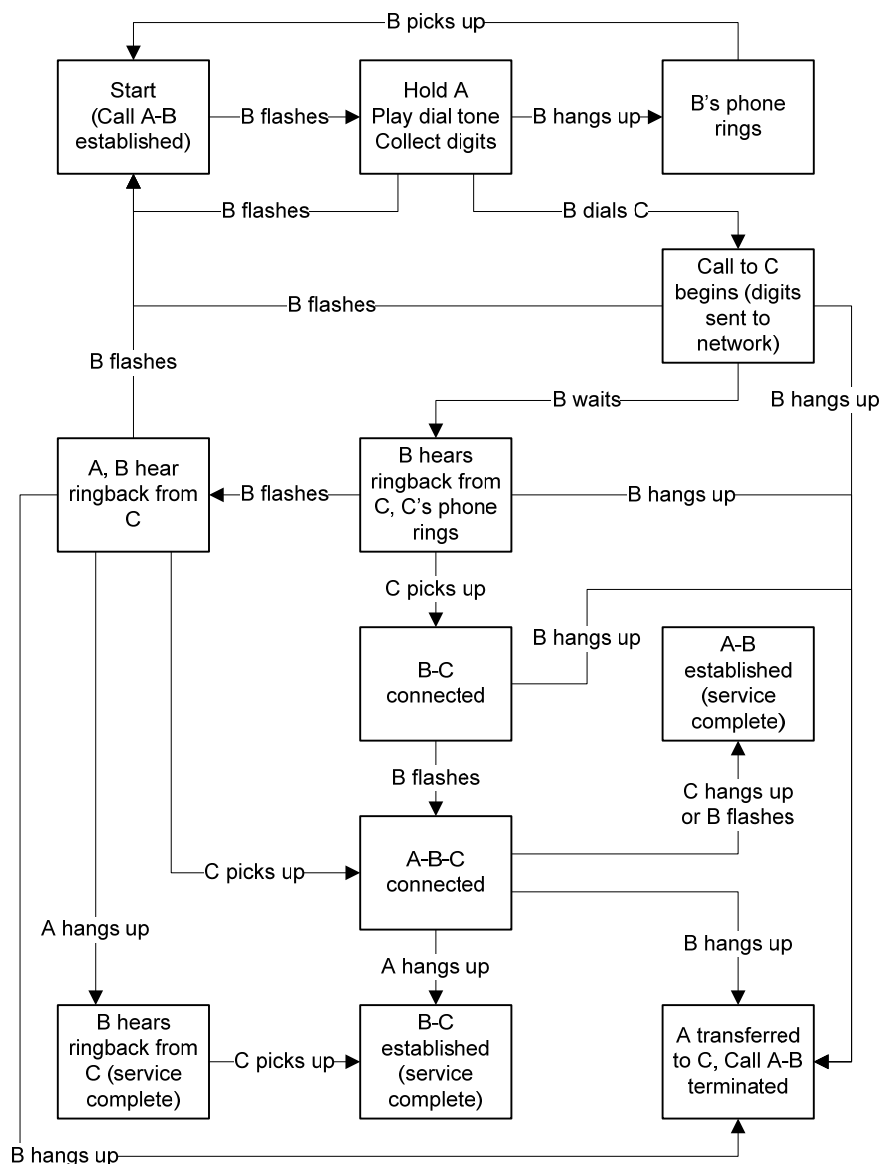 B picks up
Start
(Call A-B
established)
B flashes
Hold A
Play dial tone
Collect digits
B hangs up
B’s phone
rings
B flashes
B dials C
Call to C
begins (digits
sent to
network)
B flashes
B flashes
B waits
B hangs up
A, B hear
ringback from
C
B flashes
B hears
ringback from
C, C’s phone
rings
B hangs up
C picks up
B hangs up
B-C
connected
A-B
established
(service
complete)
B flashes
C hangs up
or B flashes
C picks up
A-B-C
connected
A hangs up
B hangs up
A hangs up
B hears
ringback from
C (service
complete)
C picks up
B-C
established
(service
complete)
A transferred
to C, Call A-B
terminated
B hangs up